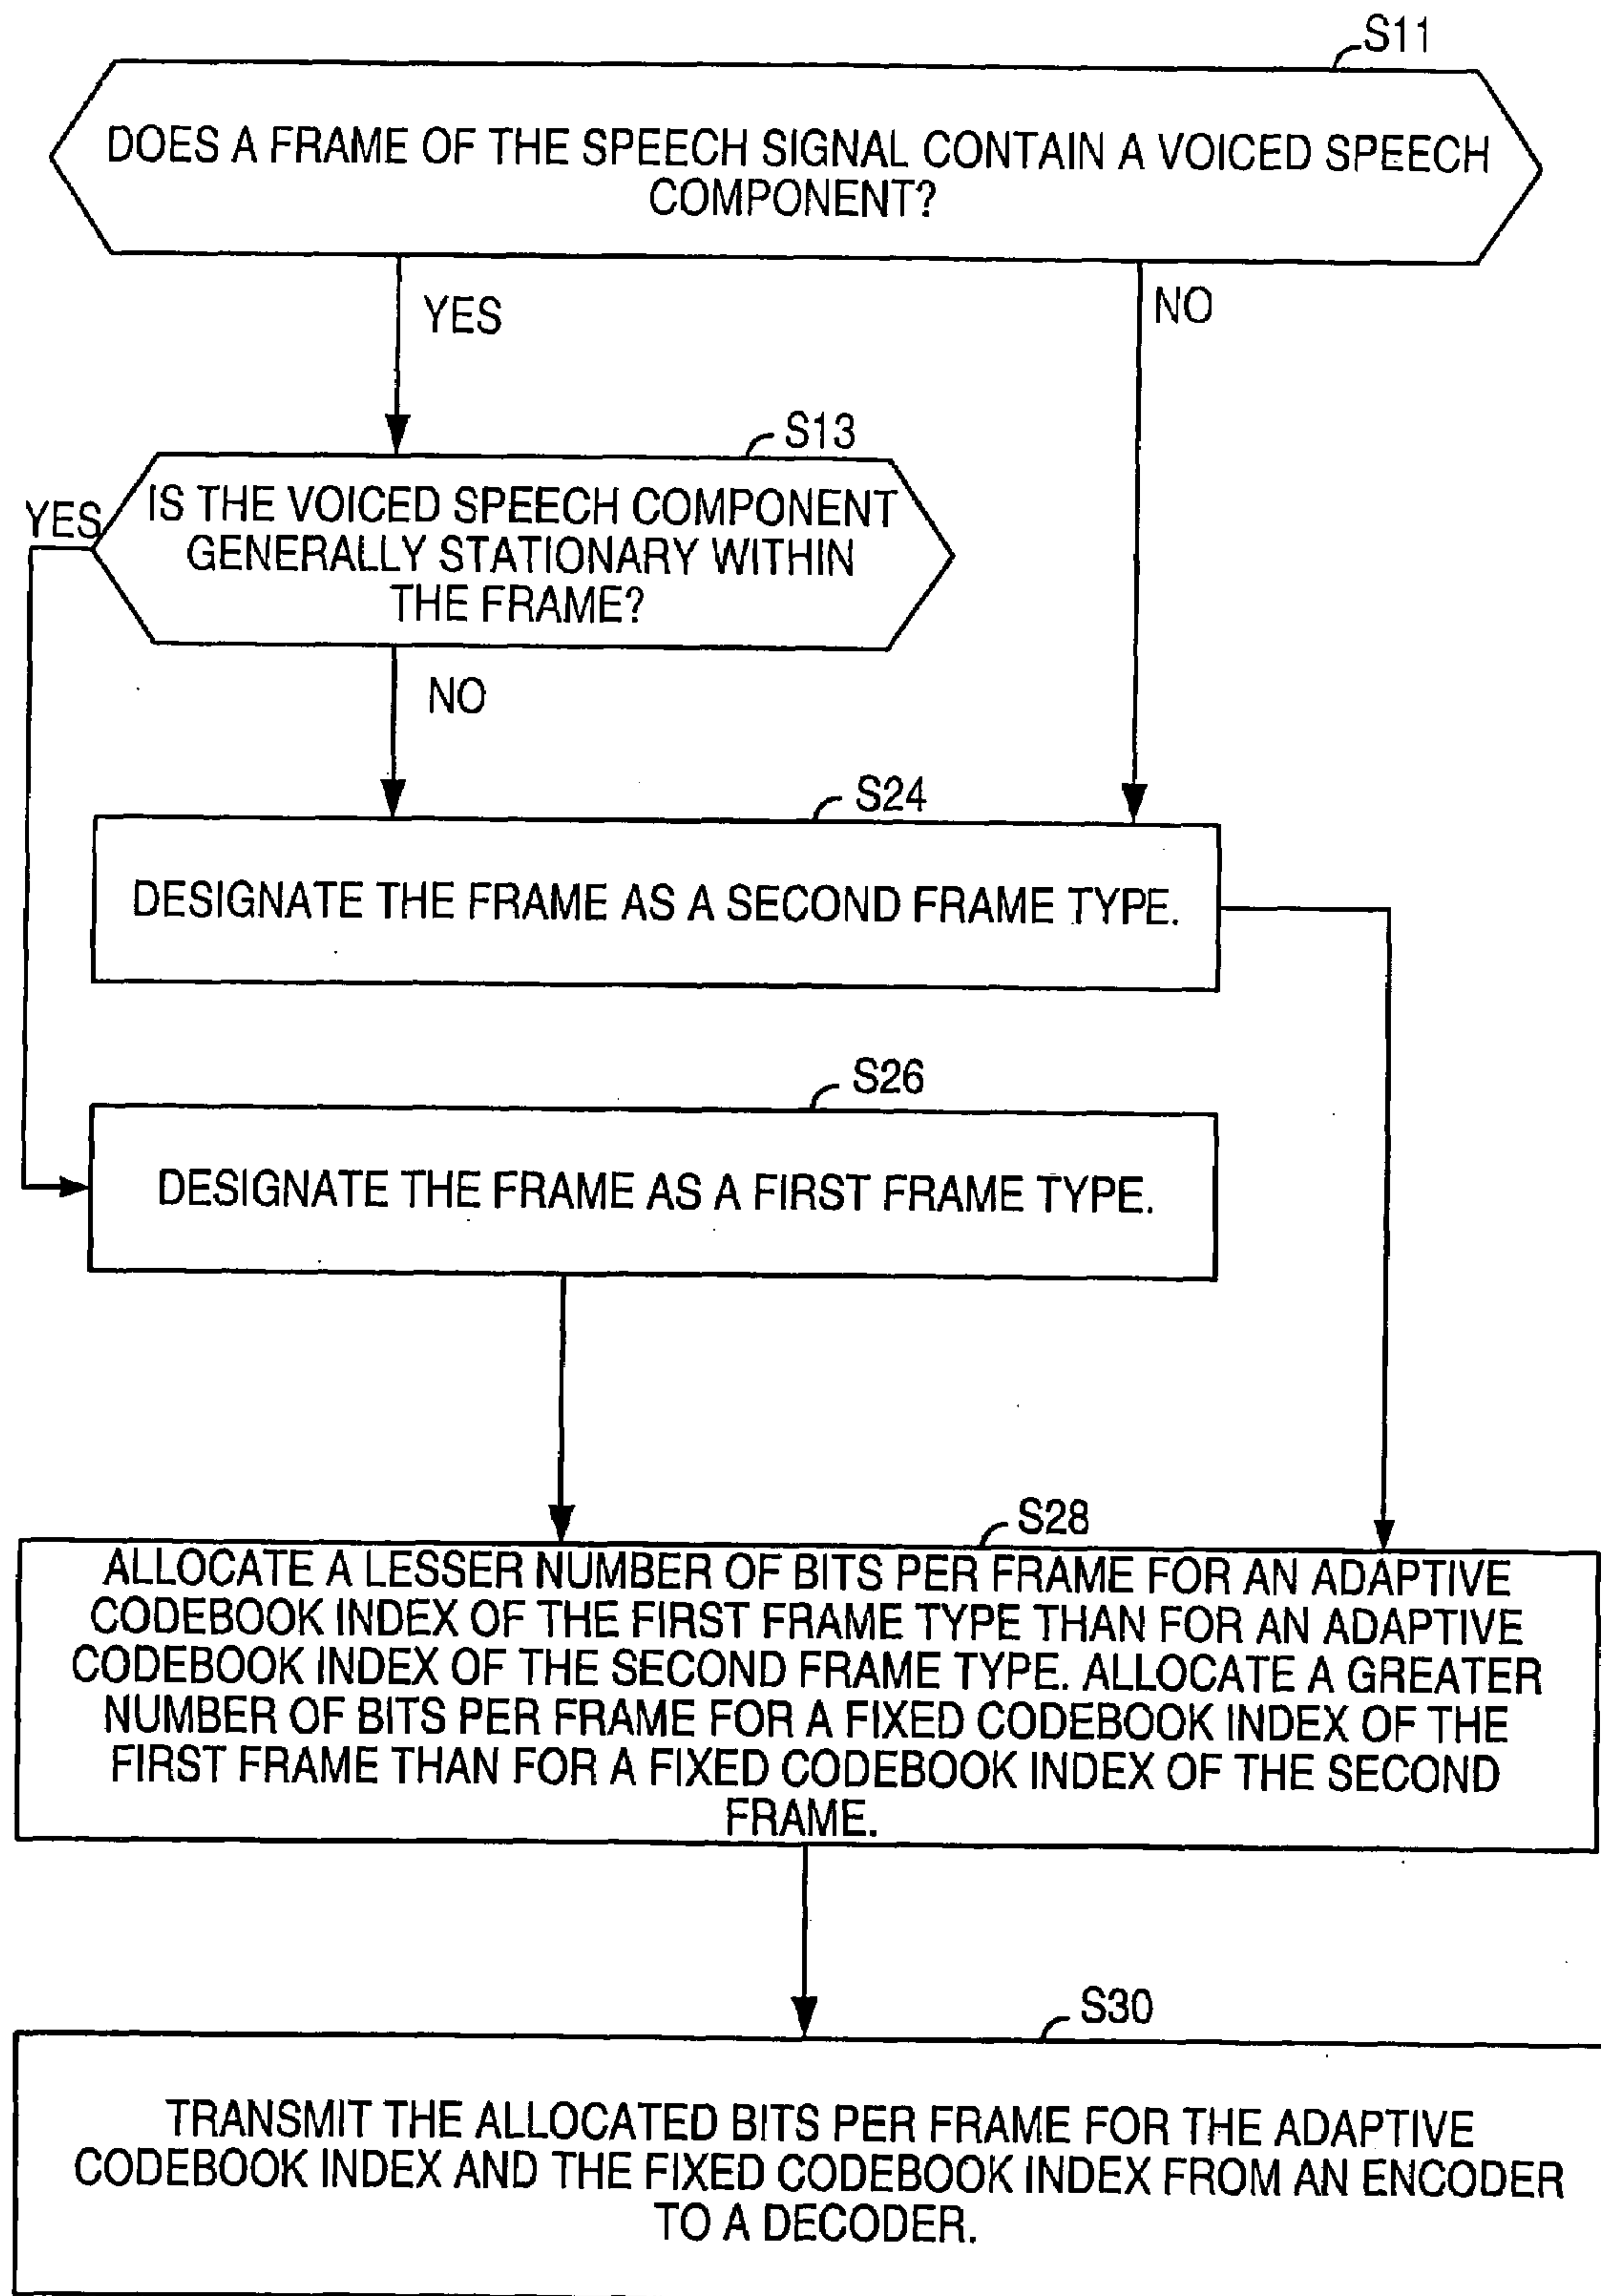 S11
DOES A FRAME OF THE SPEECH SIGNAL CONTAIN A VOICED SPEECH
COMPONENT?
YES
NO
S13
YES
IS THE VOICED SPEECH COMPONENT
GENERALLY STATIONARY WITHIN
THE FRAME?
NO
S24
DESIGNATE THE FRAME AS A SECOND FRAME TYPE.
S26
DESIGNATE THE FRAME AS A FIRST FRAME TYPE.
S28
ALLOCATE A LESSER NUMBER OF BITS PER FRAME FOR AN ADAPTIVE
CODEBOOK INDEX OF THE FIRST FRAME TYPE THAN FOR AN ADAPTIVE
CODEBOOK INDEX OF THE SECOND FRAME TYPE. ALLOCATE A GREATER
NUMBER OF BITS PER FRAME FOR A FIXED CODEBOOK INDEX OF THE
FIRST FRAME THAN FOR A FIXED CODEBOOK INDEX OF THE SECOND
FRAME.
S30
TRANSMIT THE ALLOCATED BITS PER FRAME FOR THE ADAPTIVE
CODEBOOK INDEX AND THE FIXED CODEBOOK INDEX FROM AN ENCODER
TO A DECODER.